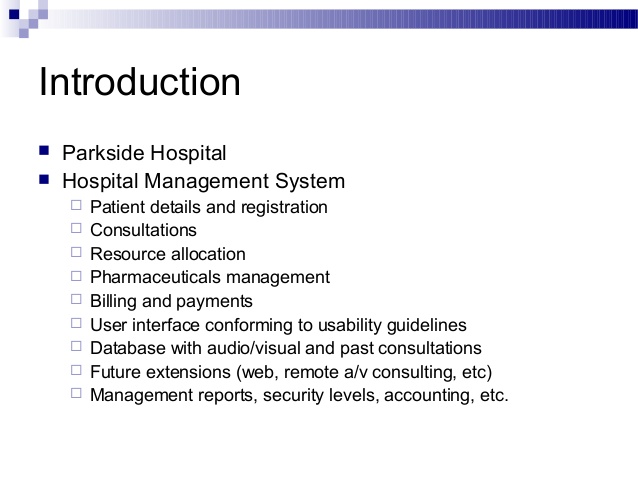 Introduction
Parkside Hospital
Hospital Management System
Patient details and registration
Consultations
Resource allocation
Pharmaceuticals management
Billing and payments
User interface conforming to usability guidelines
Database with audio/visual and past consultations
Future extensions (web, remote a/v consulting, etc)
Management reports, security levels, accounting, etc.